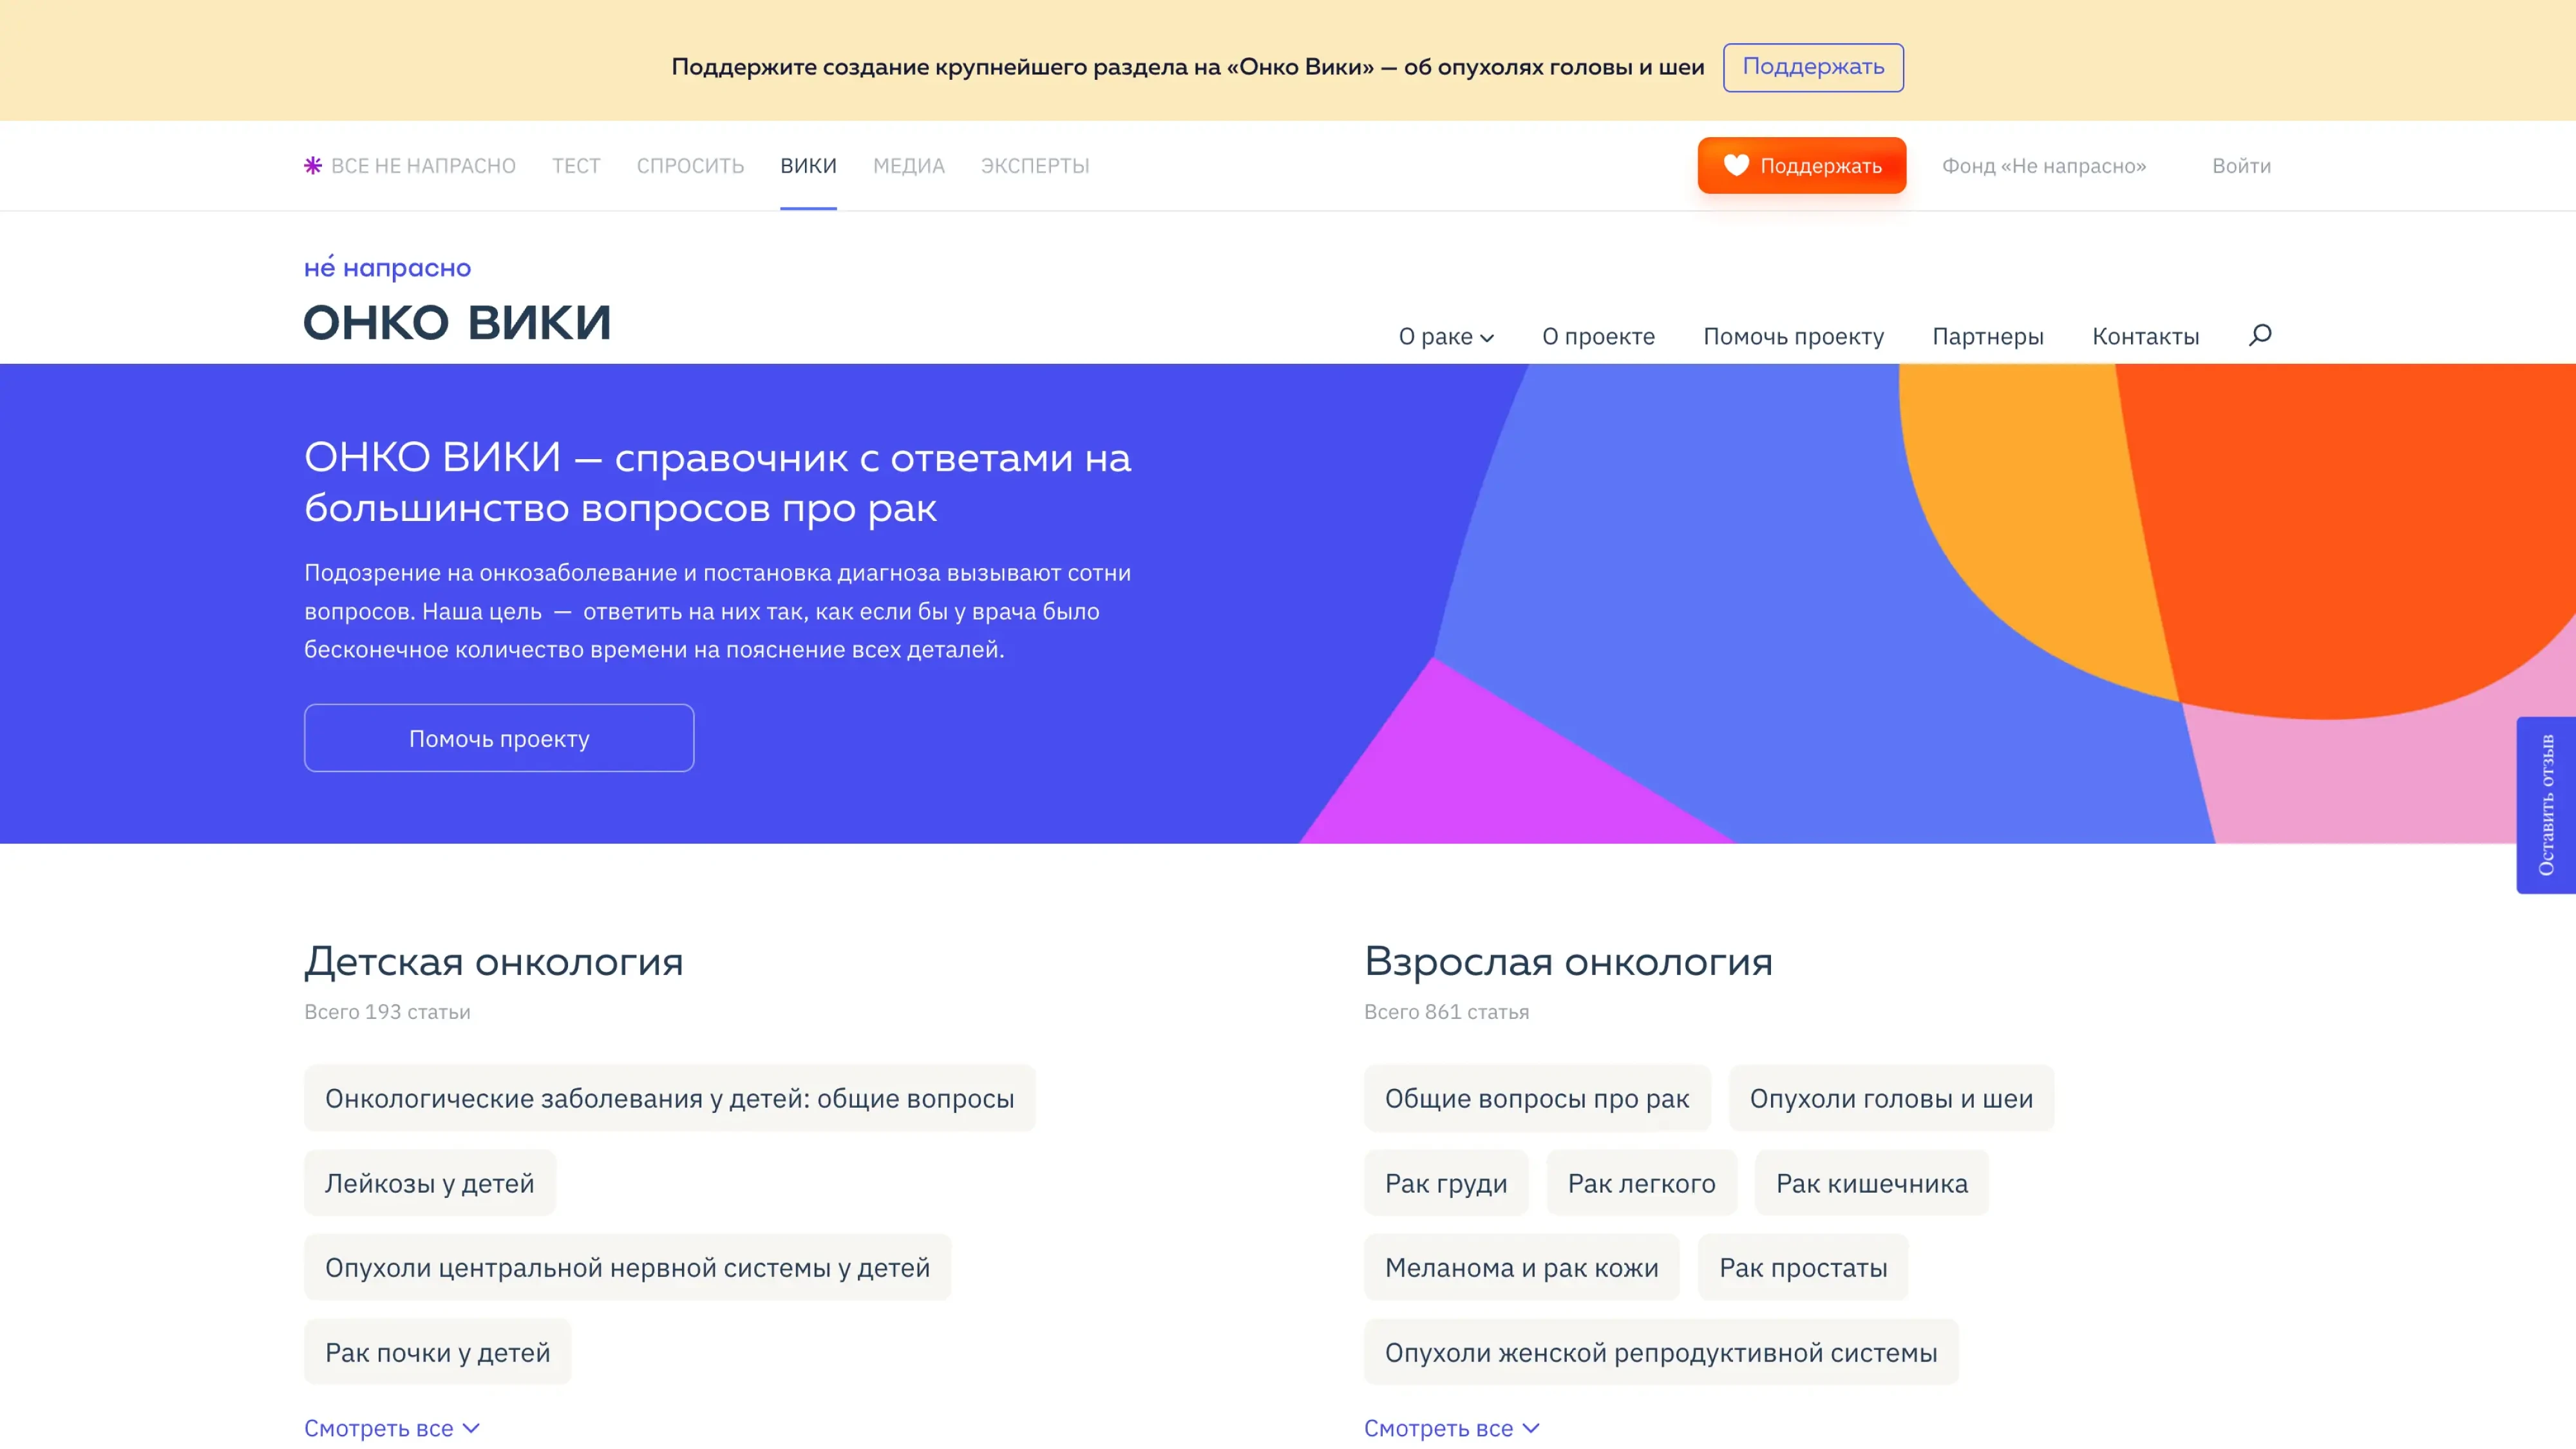 Поддержите создание крупнейшего раздела на «Онко Вики» — об опухолях головы и шеи
Поддержать
ВСЕ НЕ НАПРАСНО
ТЕСТ
СПРОСИТЬ
ВИКИ
МЕДИА
ЭКСПЕРТЫ
Поддержать
Фонд «Не напрасно»
Войти
не́ напрасно
ОНКО ВИКИ
О раке
О проекте
Помочь проекту
Партнеры
Контакты
ОНКО ВИКИ — справочник с ответами на
большинство вопросов про рак
Подозрение на онкозаболевание и постановка диагноза вызывают сотни
вопросов. Наша цель — ответить на них так, как если бы у врача было
бесконечное количество времени на пояснение всех деталей.
Помочь проекту
Оставить отзыв
Детская онкология
Всего 193 статьи
Онкологические заболевания у детей: общие вопросы
Лейкозы у детей
Опухоли центральной нервной системы у детей
Рак почки у детей
Смотреть все
Взрослая онкология
Всего 861 статья
Общие вопросы про рак
Опухоли головы и шеи
Рак груди
Рак легкого
Рак кишечника
Меланома и рак кожи
Рак простаты
Опухоли женской репродуктивной системы
Смотреть все